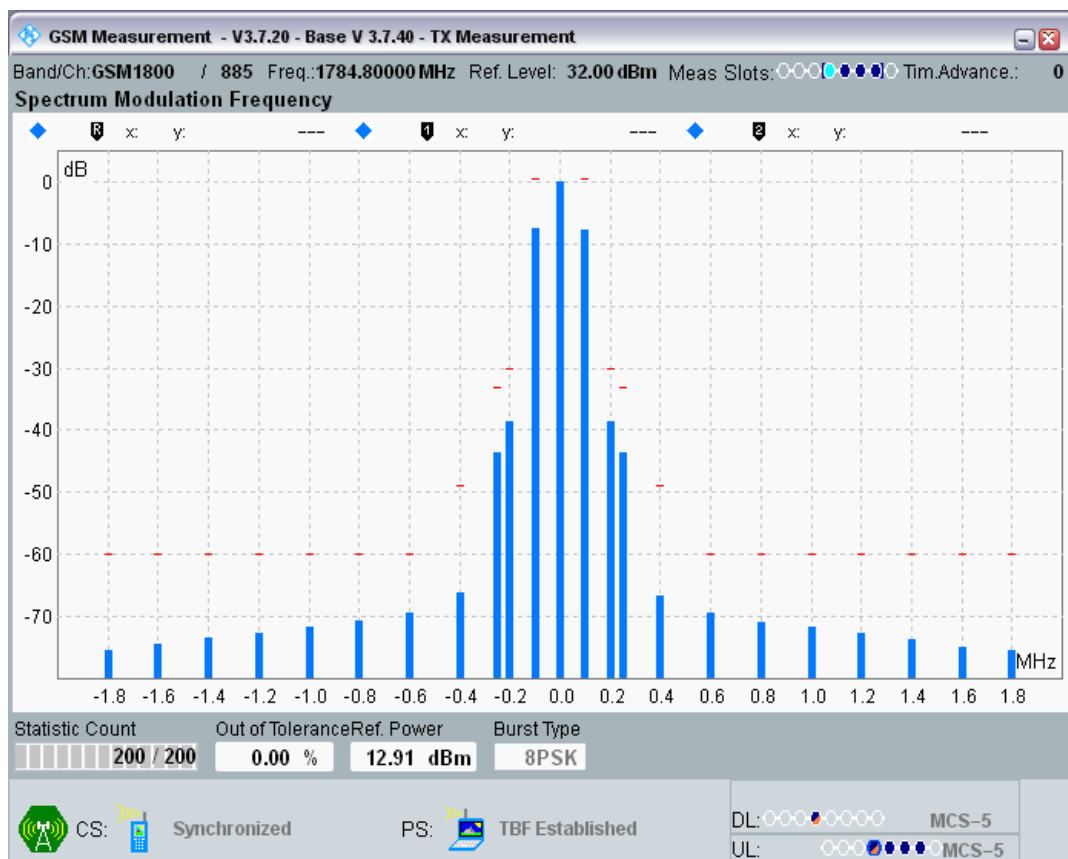 GSM Measurement - V3.7.20 - Base V 3.7.40 - TX Measurement
Band/Ch:GSM1800 / 885 Freq.:1784.80000 MHz Ref. Level: 32.00 dBm Meas Slots: Tim.Advance.: 0
Spectrum Modulation Frequency
R x: y: --- 1 x: y: --- 2 x: y: ---
dB
0
-10
-20
-30
-40
-50
-60
-70
MHz
-1.8 -1.6 -1.4 -1.2 -1.0 -0.8 -0.6 -0.4 -0.2 0.0 0.2 0.4 0.6 0.8 1.0 1.2 1.4 1.6 1.8
Statistic Count Out of Tolerance Ref. Power Burst Type
200 / 200 0.00 % 12.91 dBm 8PSK
CS: Synchronized PS: TBF Established DL: MCS-5
UL: MCS-5